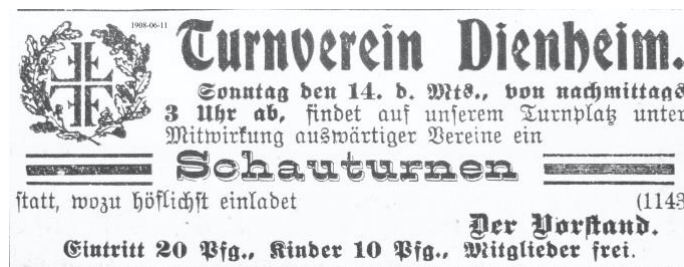 1908-06-11
Turnverein Dienheim.
Sonntag den 14. d. Mts., von nachmittags
3 Uhr ab, findet auf unserem Turnplatz unter
Mitwirkung auswärtiger Vereine ein
Schauturnen
statt, wozu höflichst einladet (1143
Der Vorstand.
Eintritt 20 Pfg., Kinder 10 Pfg., Mitglieder frei.